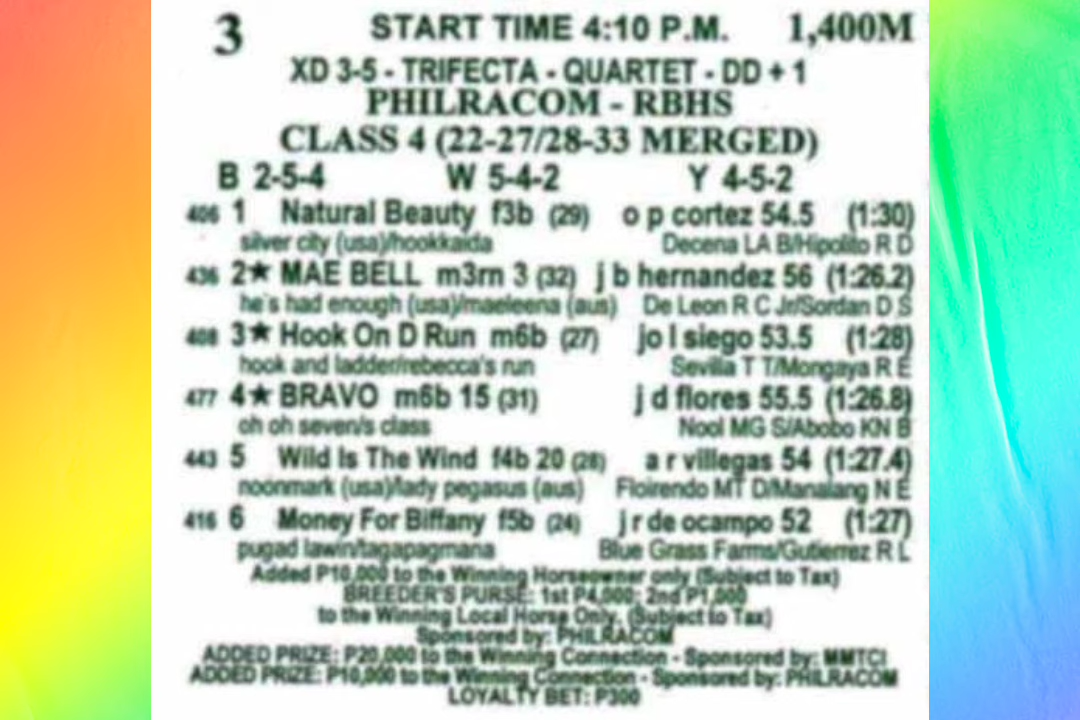 3 START TIME 4:10 P.M. 1,400M
XD 3-5 - TRIFECTA - QUARTET - DD + 1
PHILRACOM - RBHS
CLASS 4 (22-27/28-33 MERGED)
B 2-5-4 W 5-4-2 Y 4-5-2
406 1 Natural Beauty f3b (29) o p cortez 54.5 (1:30)
silver city (usa)/hookkaida Decena LA B/Hipolito R D
436 2★ MAE BELL m3rn 3 (32) j b hernandez 56 (1:26.2)
he's had enough (usa)/maeleena (aus) De Leon R C Jr/Sordan D S
408 3★ Hook On D Run m6b (27) jo l siego 53.5 (1:28)
hook and ladder/rebecca's run Sevilla T T/Mongaya R E
477 4★ BRAVO m6b 15 (31) j d flores 55.5 (1:26.8)
oh oh seven/s class Nool MG S/Abobo KN B
443 5 Wild Is The Wind f4b 20 (28) a r villegas 54 (1:27.4)
noonmark (usa)/lady pegasus (aus) Floirendo MT D/Manalang N E
416 6 Money For Biffany f5b (24) j r de ocampo 52 (1:27)
pugad lawin/tagapagmana Blue Grass Farms/Gutierrez R L
Added P10,000 to the Winning Horseowner only (Subject to Tax)
BREEDER'S PURSE: 1st P4,000; 2nd P1,000
to the Winning Local Horse Only. (Subject to Tax)
Sponsored by: PHILRACOM
ADDED PRIZE: P20,000 to the Winning Connection - Sponsored by: MMTCI
ADDED PRIZE: P10,000 to the Winning Connection - Sponsored by: PHILRACOM
LOYALTY BET: P300